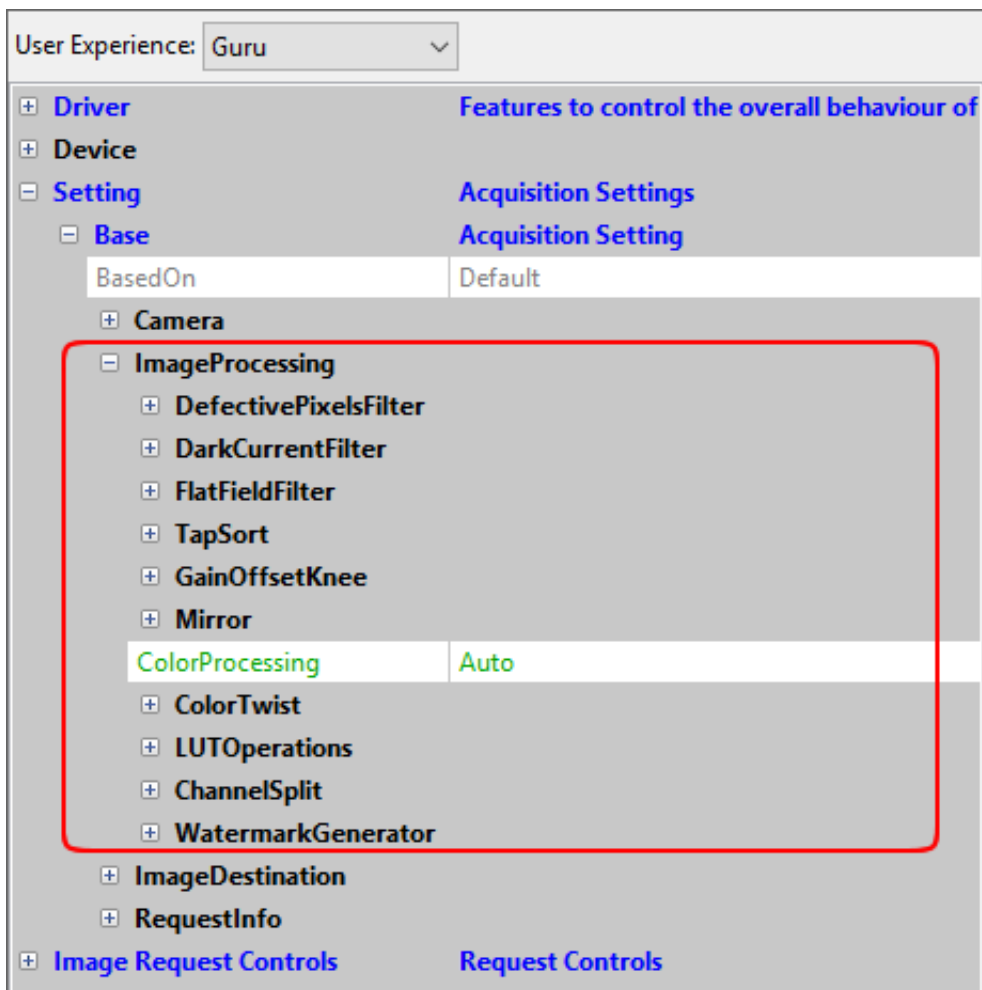 User Experience: Guru
Driver Features to control the overall behaviour of
Device
Setting Acquisition Settings
Base Acquisition Setting
BasedOn Default
Camera
ImageProcessing
DefectivePixelsFilter
DarkCurrentFilter
FlatFieldFilter
TapSort
GainOffsetKnee
Mirror
ColorProcessing Auto
ColorTwist
LUTOperations
ChannelSplit
WatermarkGenerator
ImageDestination
RequestInfo
Image Request Controls Request Controls